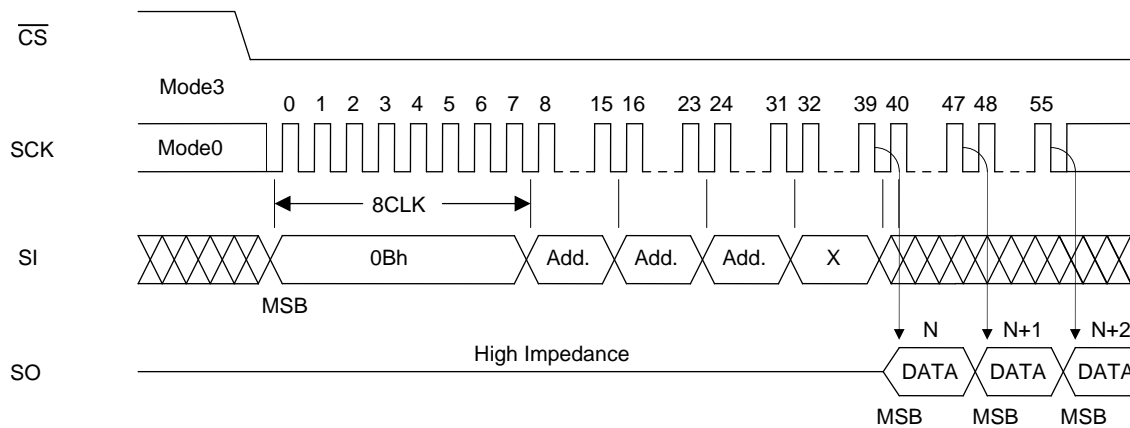 CS
Mode3
0 1 2 3 4 5 6 7 8 15 16 23 24 31 32 39 40 47 48 55
SCK
Mode0
8CLK
SI
0Bh
Add.
Add.
Add.
X
MSB
N
N+1
N+2
High Impedance
SO
DATA
DATA
DATA
MSB
MSB
MSB